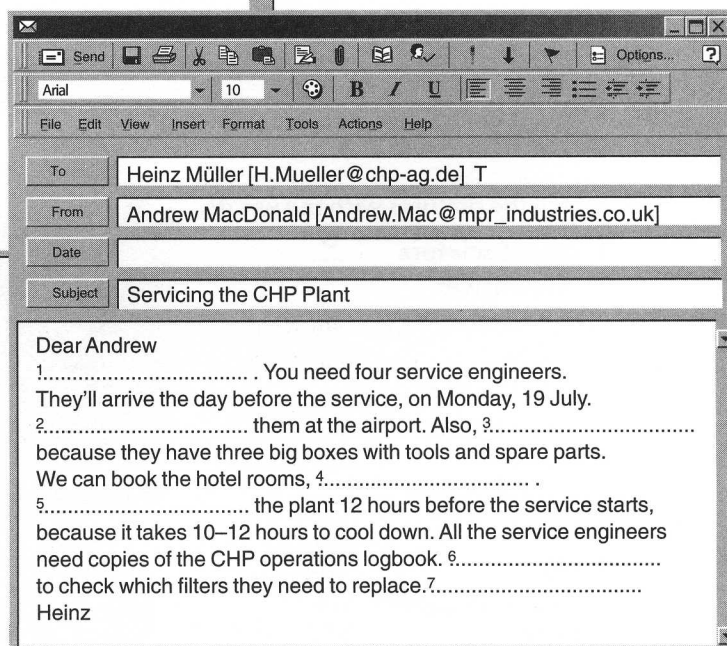 Send Options...
Arial 10 B I U
File Edit View Insert Format Tools Actions Help
To Heinz Müller [H.Mueller@chp-ag.de] T
From Andrew MacDonald [Andrew.Mac@mpr_industries.co.uk]
Date
Subject Servicing the CHP Plant
Dear Andrew
1.................................. . You need four service engineers.
They'll arrive the day before the service, on Monday, 19 July.
2.................................. them at the airport. Also, 3..................................
because they have three big boxes with tools and spare parts.
We can book the hotel rooms, 4.................................. .
5.................................. the plant 12 hours before the service starts,
because it takes 10–12 hours to cool down. All the service engineers
need copies of the CHP operations logbook. 6..................................
to check which filters they need to replace.7..................................
Heinz